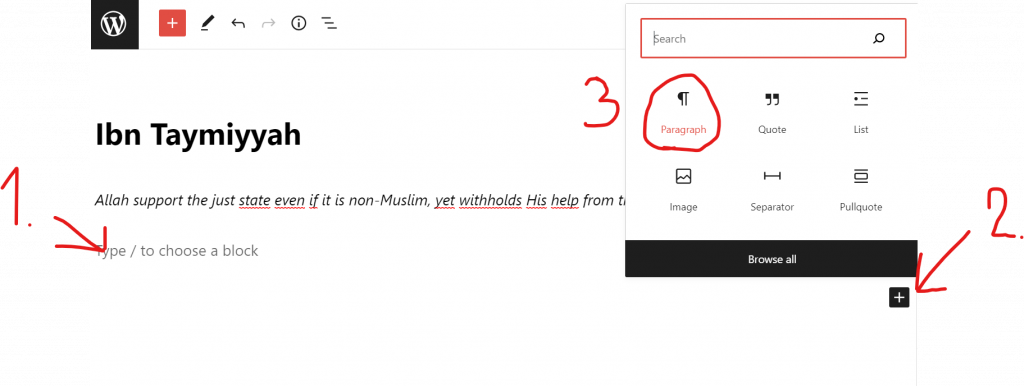 Search
3
Paragraph
Quote
List
Ibn Taymiyyah
1.
Allah support the just state even if it is non-Muslim, yet withholds His help from
Image
Separator
Pullquote
2.
Type / to choose a block
Browse all